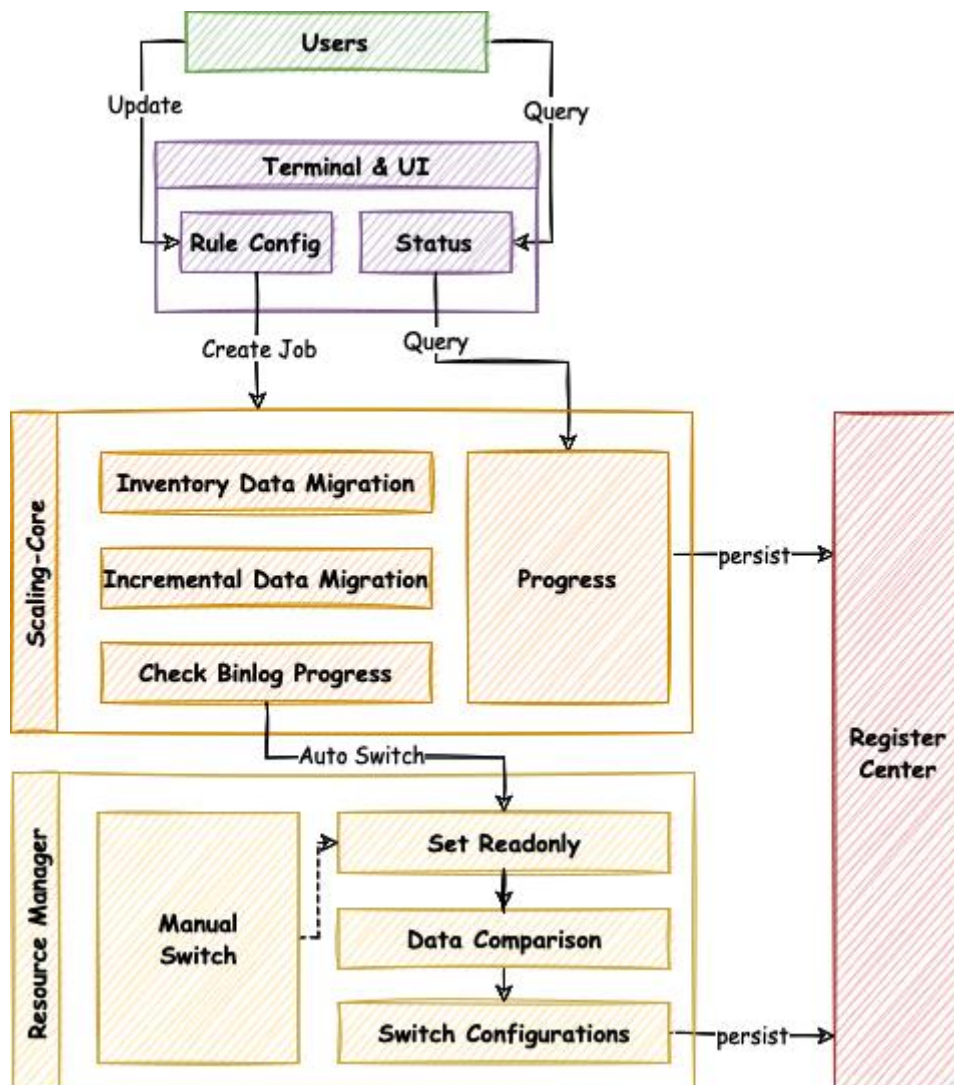 Users
Update
Query
Terminal & UI
Rule Config
Status
Create Job
Query
Scaling-Core
Inventory Data Migration
Incremental Data Migration
Check Binlog Progress
Progress
persist
Register
Center
Auto Switch
Resource Manager
Manual
Switch
Set Readonly
Data Comparison
Switch Configurations
persist